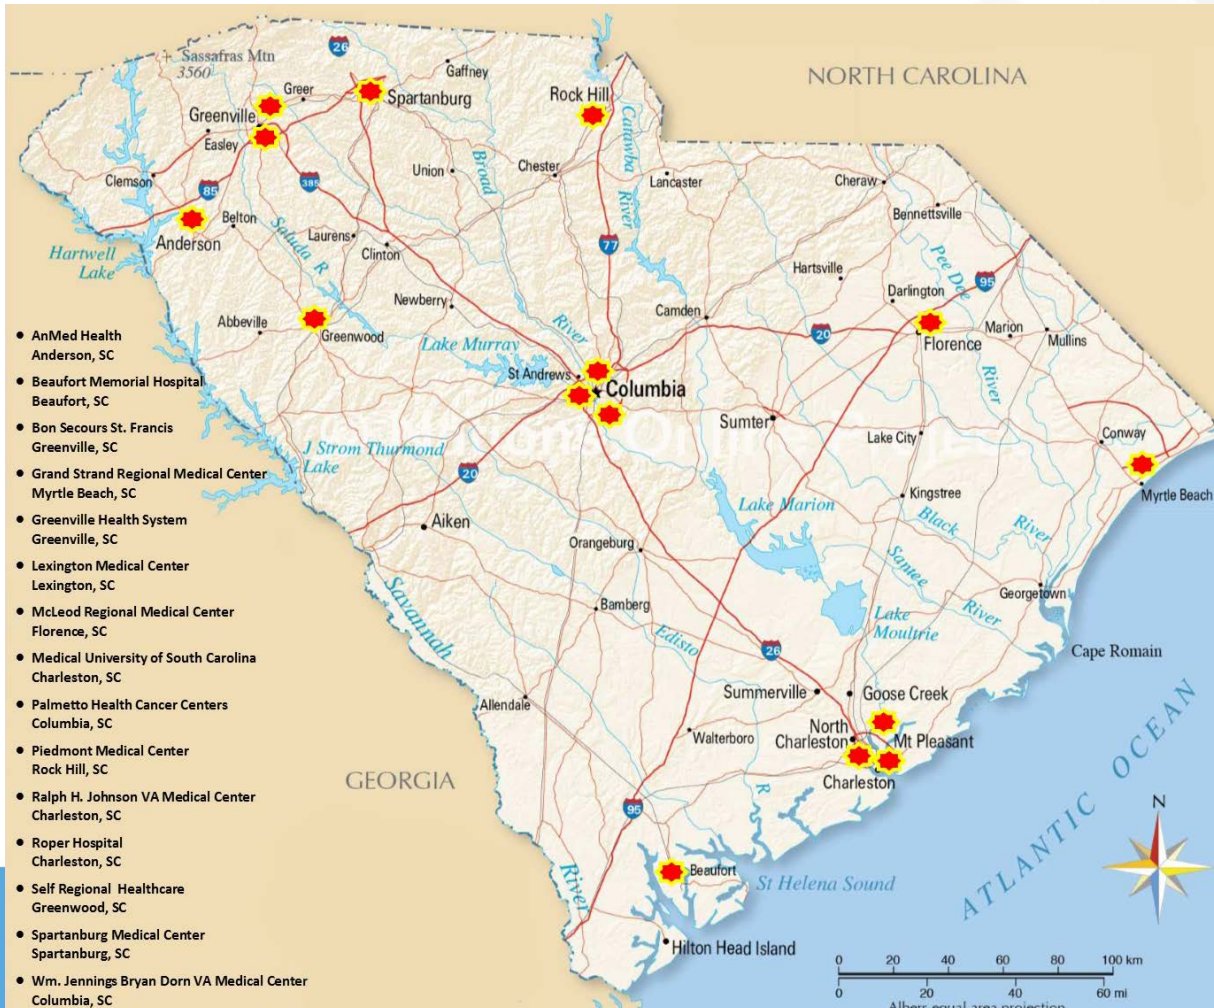 26
Sassafras Mtn
3560
Gaffney
Greer
Spartanburg
Rock Hill
NORTH CAROLINA
Greenville
Easley
Catawba
River
Broad
Union
Chester
Lancaster
Clemson
85
385
Cheraw
Bennettsville
Belton
Anderson
Saluda R
Laurens
Clinton
77
Pee Dee
Hartwell
Lake
Hartsville
95
Darlington
Newberry
River
Camden
20
Marion
Mullins
Abbeville
Greenwood
Lake Murray
Florence
River
St Andrews
Columbia
Sumter
Lake City
Conway
J Strom Thurmond
Lake
20
Myrtle Beach
Kingstree
Lake Marion
Black
River
Aiken
Orangeburg
Santee
River
Georgetown
Savannah
Bamberg
Lake
Moultrie
Edisto
26
Cape Romain
Summerville
Goose Creek
Allendale
Walterboro
North
Charleston
Mt Pleasant
Charleston
GEORGIA
R
95
ATLANTIC OCEAN
N
River
Beaufort
St Helena Sound
Hilton Head Island
0 20 40 60 80 100 km
0 20 40 60 mi
Albers equal area projection
• AnMed Health
Anderson, SC
• Beaufort Memorial Hospital
Beaufort, SC
• Bon Secours St. Francis
Greenville, SC
• Grand Strand Regional Medical Center
Myrtle Beach, SC
• Greenville Health System
Greenville, SC
• Lexington Medical Center
Lexington, SC
• McLeod Regional Medical Center
Florence, SC
• Medical University of South Carolina
Charleston, SC
• Palmetto Health Cancer Centers
Columbia, SC
• Piedmont Medical Center
Rock Hill, SC
• Ralph H. Johnson VA Medical Center
Charleston, SC
• Roper Hospital
Charleston, SC
• Self Regional Healthcare
Greenwood, SC
• Spartanburg Medical Center
Spartanburg, SC
• Wm. Jennings Bryan Dorn VA Medical Center
Columbia, SC